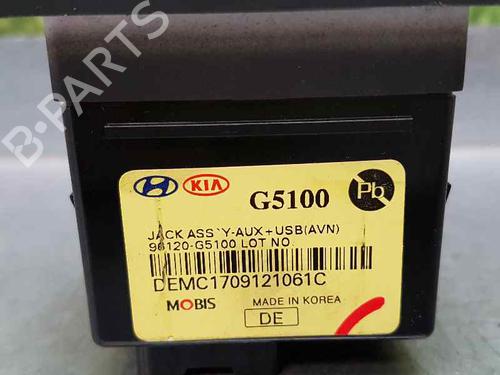 KIA G5100 Pb
JACK ASS`Y-AUX+USB(AVN)
96120-G5100 LOT NO.
DEMC1709121061C
MOBIS MADE IN KOREA
DE
B-PARTS